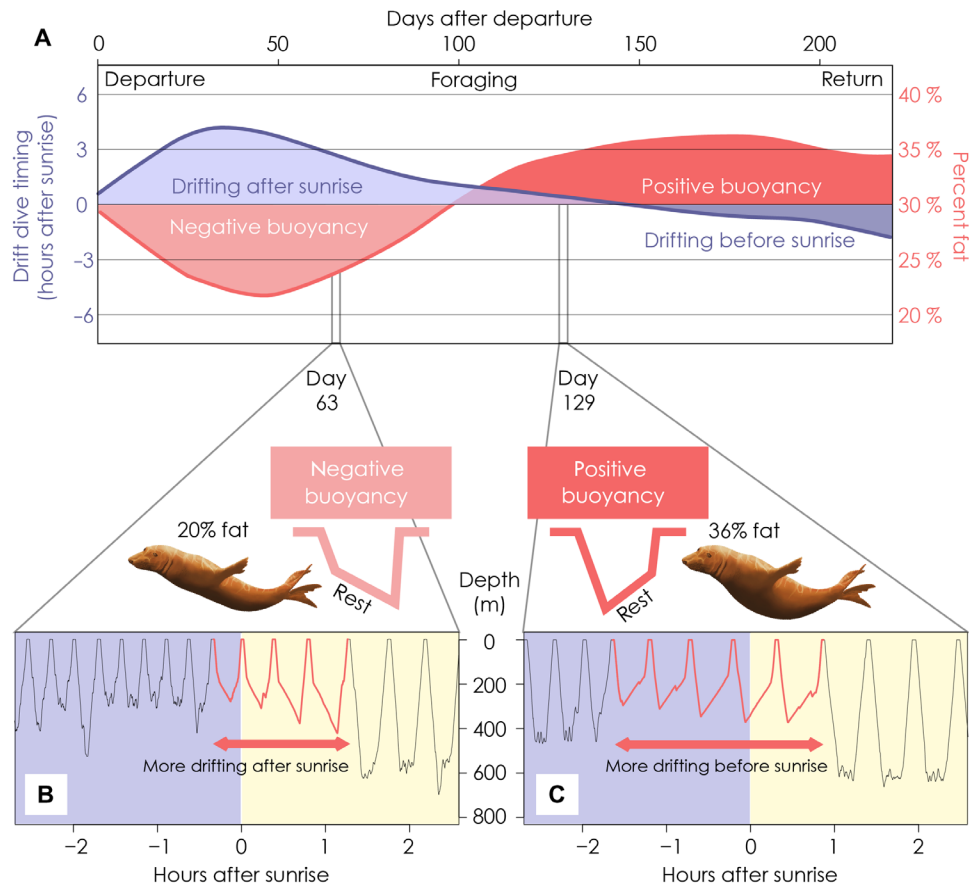 Days after departure
A
0 50 100 150 200
Departure Foraging Return
Drift dive timing
(hours after sunrise)
6
3
0
−3
−6
40 %
35 %
30 %
25 %
20 %
Percent fat
Drifting after sunrise
Positive buoyancy
Negative buoyancy
Drifting before sunrise
Day
63
Day
129
Negative
buoyancy
Positive
buoyancy
20% fat
Rest
36% fat
Rest
Depth
(m)
0
200
400
600
800
More drifting after sunrise
B
−2 −1 0 1 2
Hours after sunrise
More drifting before sunrise
C
−2 −1 0 1 2
Hours after sunrise